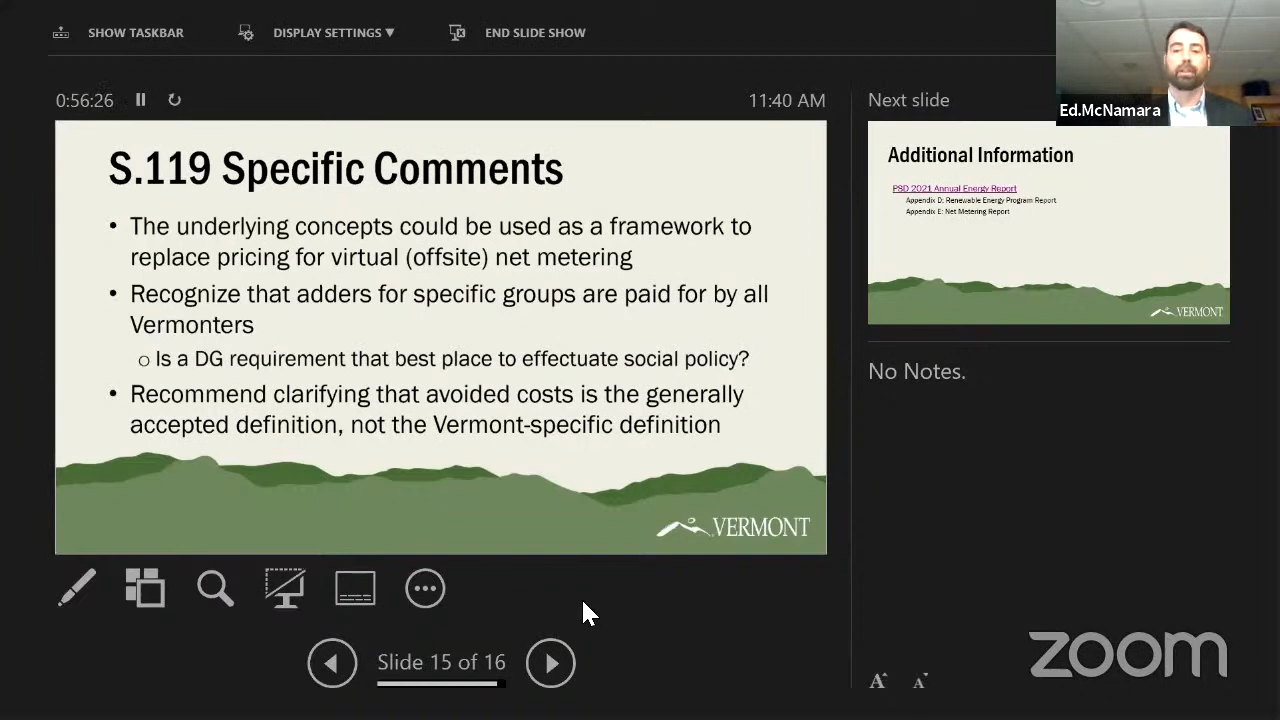 SHOW TASKBAR
DISPLAY SETTINGS ▼
END SLIDE SHOW
0:56:26
11:40 AM
Next slide
Ed.McNamara
S.119 Specific Comments
• The underlying concepts could be used as a framework to
replace pricing for virtual (offsite) net metering
• Recognize that adders for specific groups are paid for by all
Vermonters
o Is a DG requirement that best place to effectuate social policy?
• Recommend clarifying that avoided costs is the generally
accepted definition, not the Vermont-specific definition
VERMONT
Additional Information
PSD 2021 Annual Energy Report
Appendix D: Renewable Energy Program Report
Appendix E: Net Metering Report
VERMONT
No Notes.
Slide 15 of 16
A A
zoom